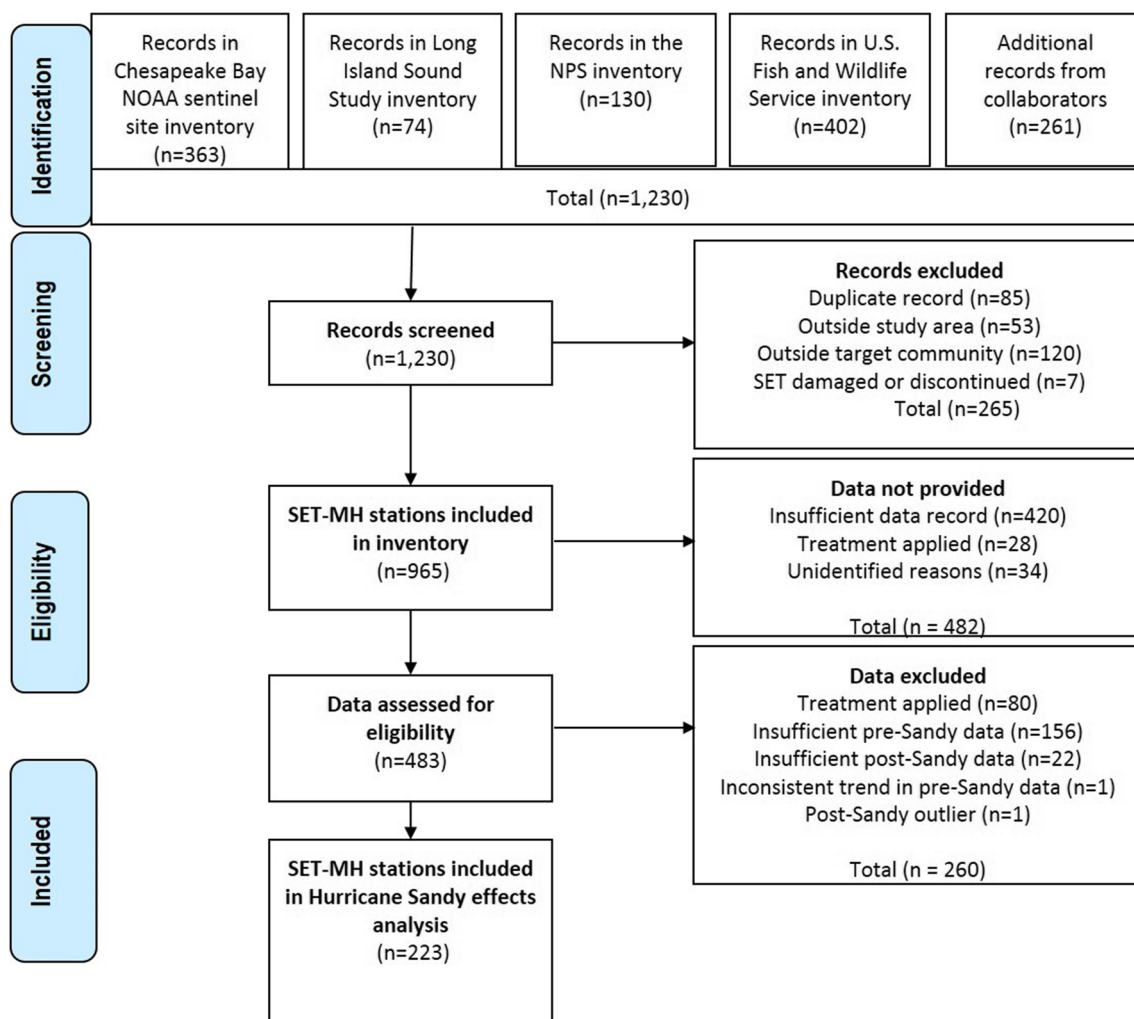 Identification
Records in
Chesapeake Bay
NOAA sentinel
site inventory
(n=363)
Records in Long
Island Sound
Study inventory
(n=74)
Records in the
NPS inventory
(n=130)
Records in U.S.
Fish and Wildlife
Service inventory
(n=402)
Additional
records from
collaborators
(n=261)
Total (n=1,230)
Screening
Records screened
(n=1,230)
Records excluded
Duplicate record (n=85)
Outside study area (n=53)
Outside target community (n=120)
SET damaged or discontinued (n=7)
Total (n=265)
Eligibility
SET-MH stations included
in inventory
(n=965)
Data not provided
Insufficient data record (n=420)
Treatment applied (n=28)
Unidentified reasons (n=34)
Total (n = 482)
Data assessed for
eligibility
(n=483)
Data excluded
Treatment applied (n=80)
Insufficient pre-Sandy data (n=156)
Insufficient post-Sandy data (n=22)
Inconsistent trend in pre-Sandy data (n=1)
Post-Sandy outlier (n=1)
Total (n = 260)
Included
SET-MH stations included
in Hurricane Sandy effects
analysis
(n=223)